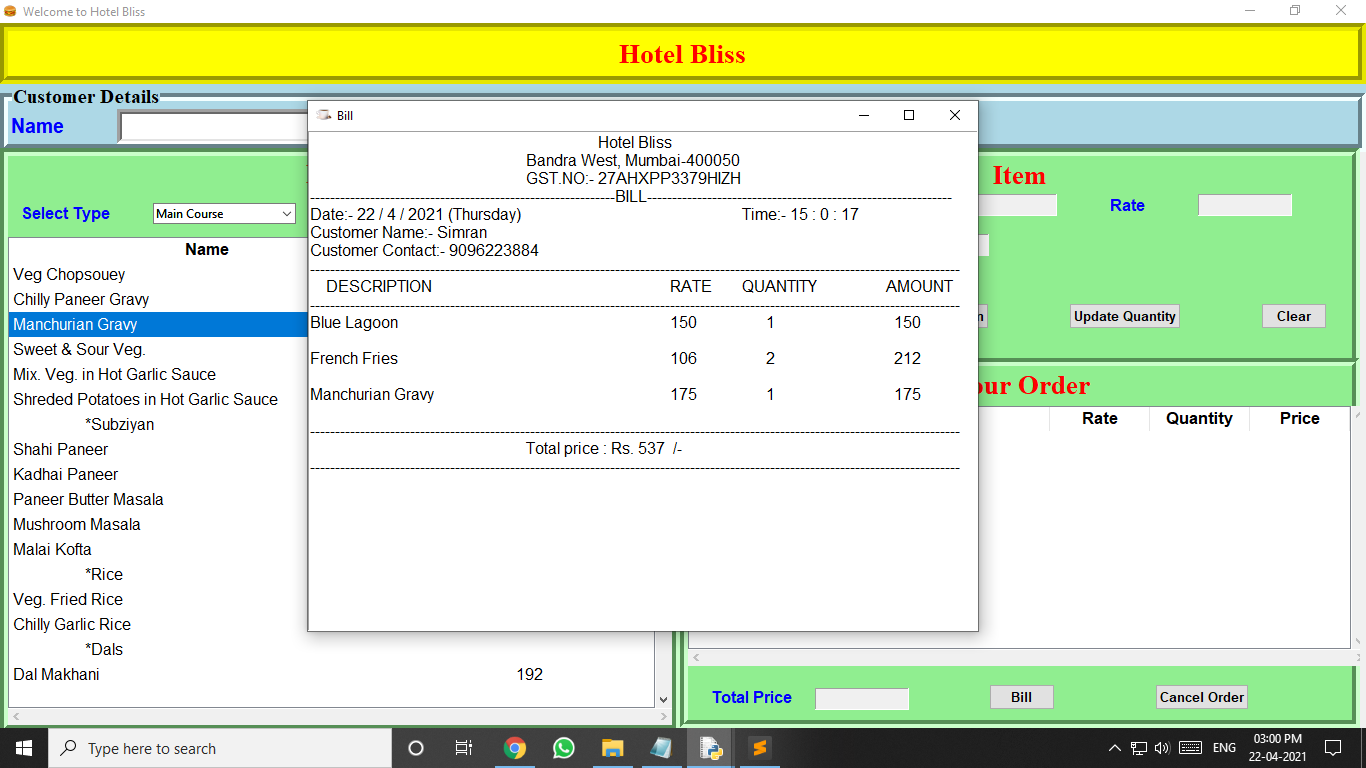 Welcome to Hotel Bliss
Hotel Bliss
Customer Details
Name
Bill
Hotel Bliss
Bandra West, Mumbai-400050
GST.NO:- 27AHXPP3379HIZH
------------------------------BILL------------------------------
Date:- 22 / 4 / 2021 (Thursday) Time:- 15 : 0 : 17
Customer Name:- Simran
Customer Contact:- 9096223884
DESCRIPTION RATE QUANTITY AMOUNT
Blue Lagoon 150 1 150
French Fries 106 2 212
Manchurian Gravy 175 1 175
Total price : Rs. 537 /-
Select Type Main Course
Name
Veg Chopsouey
Chilly Paneer Gravy
Manchurian Gravy
Sweet & Sour Veg.
Mix. Veg. in Hot Garlic Sauce
Shreded Potatoes in Hot Garlic Sauce
*Subziyan
Shahi Paneer
Kadhai Paneer
Paneer Butter Masala
Mushroom Masala
Malai Kofta
*Rice
Veg. Fried Rice
Chilly Garlic Rice
*Dals
Dal Makhani 192
Item
Rate
Update Quantity Clear
our Order
Rate Quantity Price
Total Price Bill Cancel Order
Type here to search
ENG
03:00 PM
22-04-2021